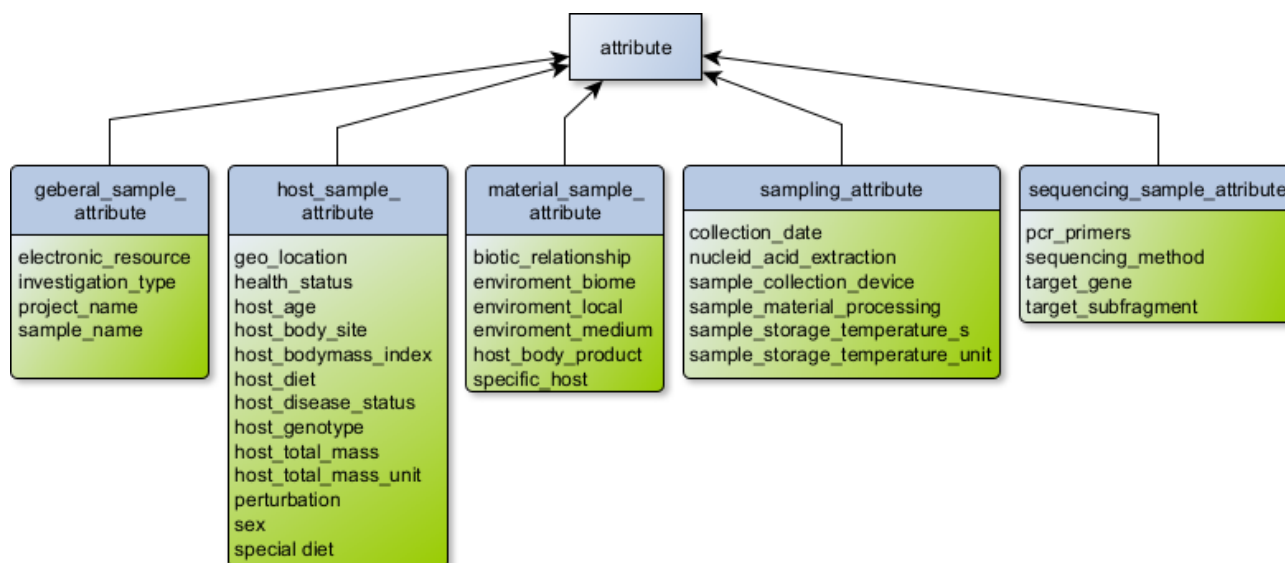 attribute
geberal_sample_
attribute
electronic_resource
investigation_type
project_name
sample_name
host_sample_
attribute
geo_location
health_status
host_age
host_body_site
host_bodymass_index
host_diet
host_disease_status
host_genotype
host_total_mass
host_total_mass_unit
perturbation
sex
special diet
material_sample_
attribute
biotic_relationship
enviroment_biome
enviroment_local
enviroment_medium
host_body_product
specific_host
sampling_attribute
collection_date
nucleid_acid_extraction
sample_collection_device
sample_material_processing
sample_storage_temperature_s
sample_storage_temperature_unit
sequencing_sample_attribute
pcr_primers
sequencing_method
target_gene
target_subfragment